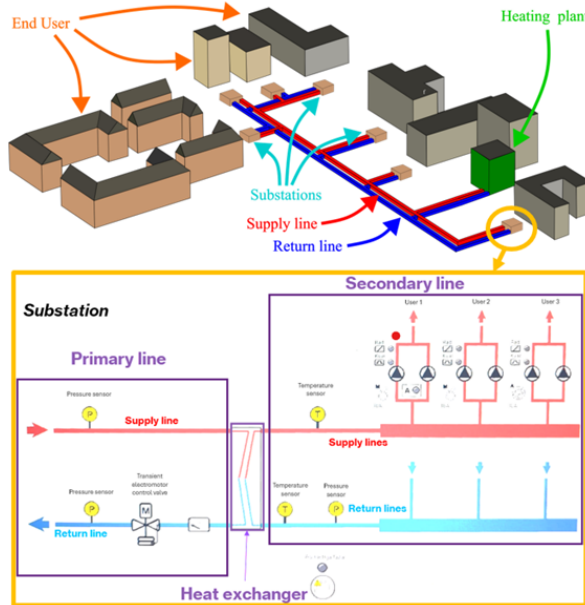 End User
Heating plant
Substations
Supply line
Return line
Substation
Secondary line
User 1
User 2
User 3
Primary line
Pressure sensor
P
Supply line
Temperature
sensor
T
Supply lines
Pressure sensor
P
Transient
electromotor
control valve
M
Return line
Temperature
sensor
T
Pressure
sensor
P
Return lines
Heat exchanger